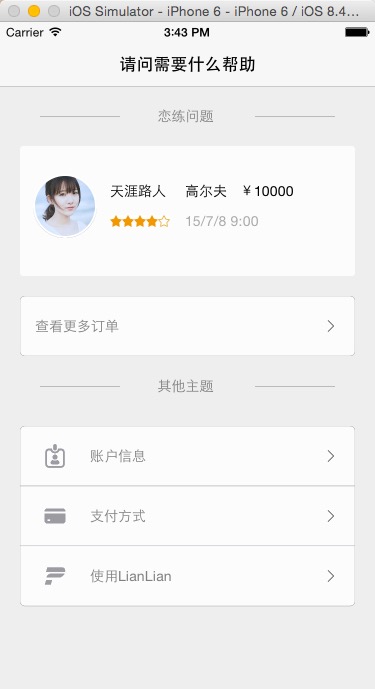 iOS Simulator - iPhone 6 - iPhone 6 / iOS 8.4...
Carrier 3:43 PM
请问需要什么帮助
恋练问题
天涯路人 高尔夫 ￥10000
15/7/8 9:00
查看更多订单
其他主题
账户信息
支付方式
使用LianLian